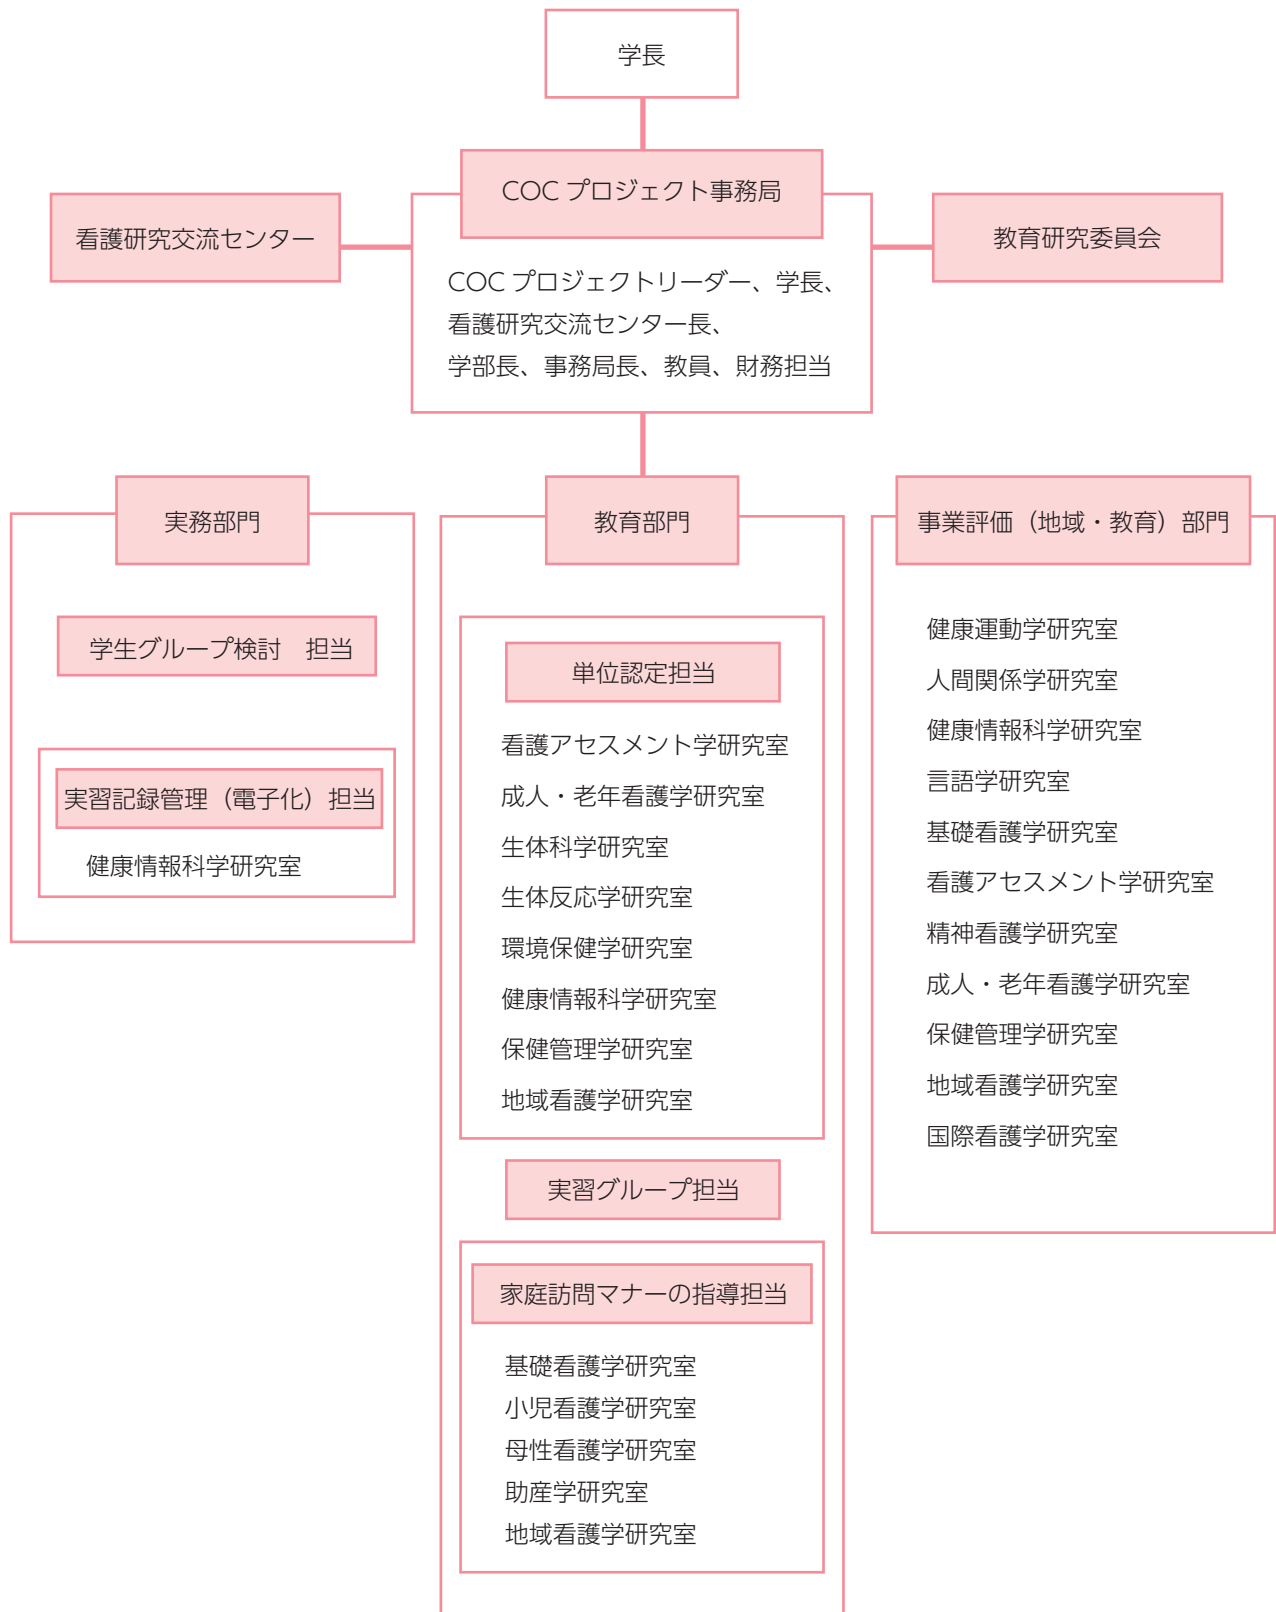 学長
COC プロジェクト事務局
看護研究交流センター
教育研究委員会
COC プロジェクトリーダー、学長、
看護研究交流センター長、
学部長、事務局長、教員、財務担当
実務部門
学生グループ検討　担当
実習記録管理（電子化）担当
健康情報科学研究室
教育部門
単位認定担当
看護アセスメント学研究室
成人・老年看護学研究室
生体科学研究室
生体反応学研究室
環境保健学研究室
健康情報科学研究室
保健管理学研究室
地域看護学研究室
実習グループ担当
家庭訪問マナーの指導担当
基礎看護学研究室
小児看護学研究室
母性看護学研究室
助産学研究室
地域看護学研究室
事業評価（地域・教育）部門
健康運動学研究室
人間関係学研究室
健康情報科学研究室
言語学研究室
基礎看護学研究室
看護アセスメント学研究室
精神看護学研究室
成人・老年看護学研究室
保健管理学研究室
地域看護学研究室
国際看護学研究室